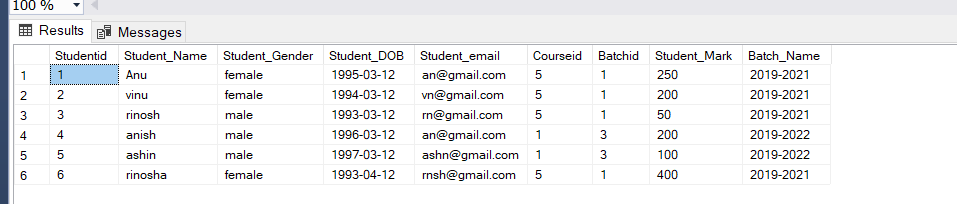 100 %
Results Messages
Studentid Student_Name Student_Gender Student_DOB Student_email Courseid Batchid Student_Mark Batch_Name
1 1 Anu female 1995-03-12 an@gmail.com 5 1 250 2019-2021
2 2 vinu female 1994-03-12 vn@gmail.com 5 1 200 2019-2021
3 3 rinosh male 1993-03-12 rn@gmail.com 5 1 50 2019-2021
4 4 anish male 1996-03-12 an@gmail.com 1 3 200 2019-2022
5 5 ashin male 1997-03-12 ashn@gmail.com 1 3 100 2019-2022
6 6 rinosha female 1993-04-12 rnsh@gmail.com 5 1 400 2019-2021